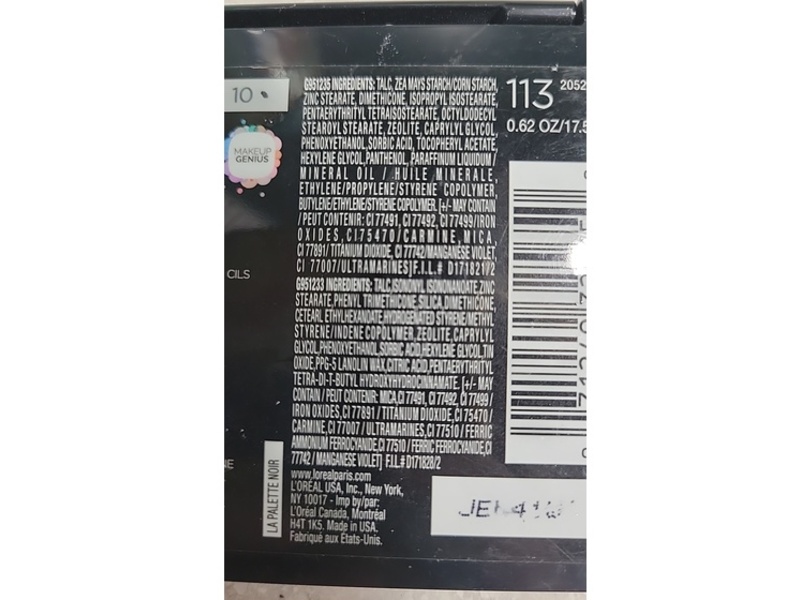 10
MAKEUP
GENIUS
CILS
LA PALETTE NOIR
G951235 INGREDIENTS: TALC, ZEA MAYS STARCH/CORN STARCH,
ZINC STEARATE, DIMETHICONE, ISOPROPYL ISOSTEARATE,
PENTAERYTHRITYL TETRAISOSTEARATE, OCTYLDODECYL
STEAROYL STEARATE, ZEOLITE, CAPRYLYL GLYCOL,
PHENOXYETHANOL, SORBIC ACID, TOCOPHERYL ACETATE,
HEXYLENE GLYCOL, PANTHENOL, PARAFFINUM LIQUIDUM /
MINERAL OIL / HUILE MINERALE
ETHYLENE/PROPYLENE/STYRENE COPOLYMER,
BUTYLENE/ETHYLENE/STYRENE COPOLYMER. [+/- MAY CONTAIN
/ PEUT CONTENIR: CI 77491, CI 77492, CI 77499/IRON
OXIDES, CI 75470/CARMINE, MICA,
CI 77891/ TITANIUM DIOXIDE, CI 77742/ MANGANESE VIOLET,
CI 77007/ULTRAMARINES] F.I.L.# D171821/2
G951233 INGREDIENTS: TALC, ISONONYL ISONONANOATE, ZINC
STEARATE, PHENYL TRIMETHICONE, SILICA, DIMETHICONE,
CETEARL ETHYLHEXANOATE, HYDROGENATED STYRENE/METHYL
STYRENE/INDENE COPOLYMER, ZEOLITE, CAPRYLYL
GLYCOL, PHENOXYETHANOL, SORBIC ACID, HEXYLENE GLYCOL, TIN
OXIDE, PPG-5 LANOLIN WAX, CITRIC ACID, PENTAERYTHRITYL
TETRA-DI-T-BUTYL HYDROXYHYDROCINNAMATE. [+/- MAY
CONTAIN / PEUT CONTENIR: MICA, CI 77491, CI 77492, CI 77499 /
IRON OXIDES, CI 77891 / TITANIUM DIOXIDE, CI 75470 /
CARMINE, CI 77007 / ULTRAMARINES, CI 77510 / FERRIC
AMMONIUM FERROCYANIDE, CI 77510 / FERRIC FERROCYANIDE, CI
77742 / MANGANESE VIOLET] F.I.L.# D171828/2
www.lorealparis.com
L'ORÉAL USA, Inc., New York,
NY 10017 - Imp by/par:
L'Oréal Canada, Montréal
H4T 1K5. Made in USA.
Fabriqué aux États-Unis.
113 2052
0.62 OZ/17.5